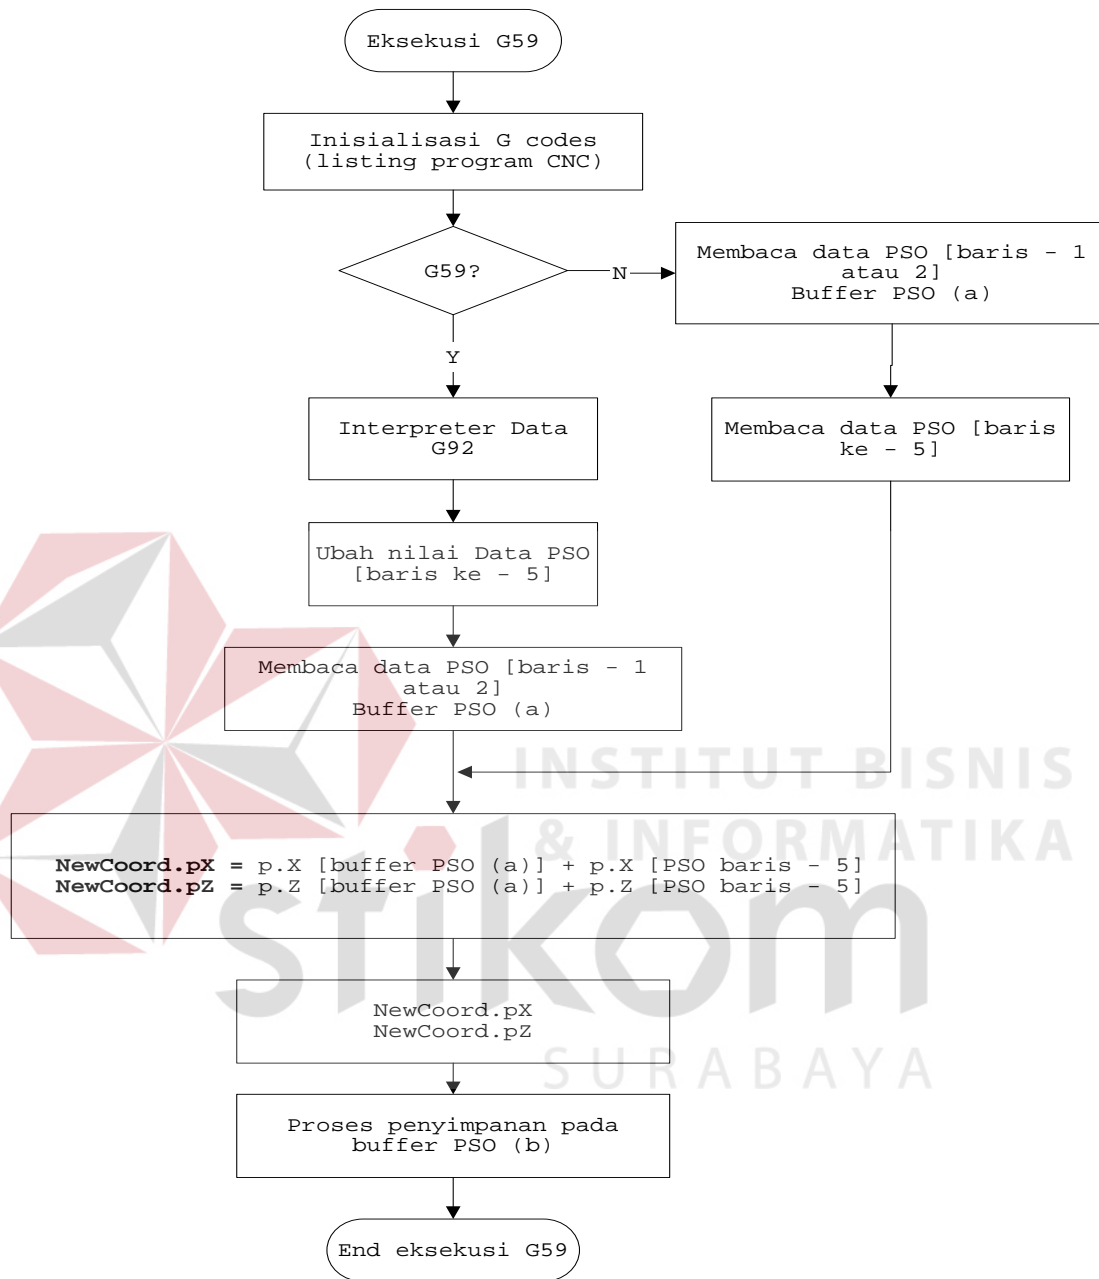 Eksekusi G59
Inisialisasi G codes
(listing program CNC)
G59?
N
Membaca data PSO [baris - 1
atau 2]
Buffer PSO (a)
Y
Interpreter Data
G92
Membaca data PSO [baris
ke - 5]
Ubah nilai Data PSO
[baris ke - 5]
Membaca data PSO [baris - 1
atau 2]
Buffer PSO (a)
INSTITUT BISNIS
& INFORMATIKA
NewCoord.pX = p.X [buffer PSO (a)] + p.X [PSO baris - 5]
NewCoord.pZ = p.Z [buffer PSO (a)] + p.Z [PSO baris - 5]
stikom
NewCoord.pX
NewCoord.pZ
SURABAYA
Proses penyimpanan pada
buffer PSO (b)
End eksekusi G59